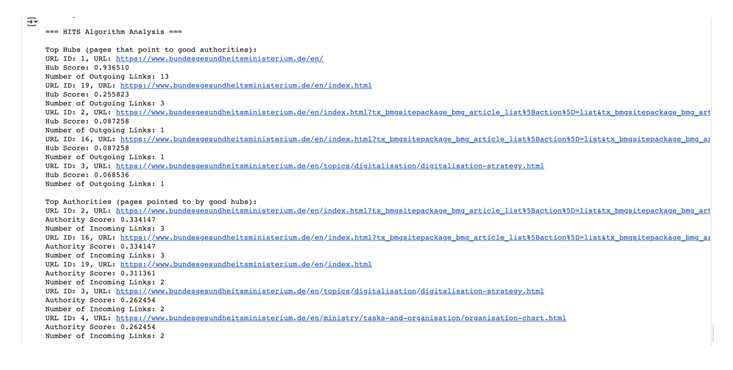 === HITS Algorithm Analysis ===
Top Hubs (pages that point to good authorities):
URL ID: 1, URL: https://www.bundesgesundheitsministerium.de/en/
Hub Score: 0.936510
Number of Outgoing Links: 13
URL ID: 19, URL: https://www.bundesgesundheitsministerium.de/en/index.html
Hub Score: 0.255823
Number of Outgoing Links: 3
URL ID: 2, URL: https://www.bundesgesundheitsministerium.de/en/index.html?tx_bmgsitepackage_bmg_article_list%5Baction%5D=list&tx_bmgsitepackage_bmg_art
Hub Score: 0.087258
Number of Outgoing Links: 1
URL ID: 16, URL: https://www.bundesgesundheitsministerium.de/en/index.html?tx_bmgsitepackage_bmg_article_list%5Baction%5D=list&tx_bmgsitepackage_bmg_ar
Hub Score: 0.087258
Number of Outgoing Links: 1
URL ID: 3, URL: https://www.bundesgesundheitsministerium.de/en/topics/digitalisation/digitalisation-strategy.html
Hub Score: 0.068536
Number of Outgoing Links: 1
Top Authorities (pages pointed to by good hubs):
URL ID: 2, URL: https://www.bundesgesundheitsministerium.de/en/index.html?tx_bmgsitepackage_bmg_article_list%5Baction%5D=list&tx_bmgsitepackage_bmg_art
Authority Score: 0.334147
Number of Incoming Links: 3
URL ID: 16, URL: https://www.bundesgesundheitsministerium.de/en/index.html?tx_bmgsitepackage_bmg_article_list%5Baction%5D=list&tx_bmgsitepackage_bmg_ar
Authority Score: 0.334147
Number of Incoming Links: 3
URL ID: 19, URL: https://www.bundesgesundheitsministerium.de/en/index.html
Authority Score: 0.311361
Number of Incoming Links: 2
URL ID: 3, URL: https://www.bundesgesundheitsministerium.de/en/topics/digitalisation/digitalisation-strategy.html
Authority Score: 0.262454
Number of Incoming Links: 2
URL ID: 4, URL: https://www.bundesgesundheitsministerium.de/en/ministry/tasks-and-organisation/organisation-chart.html
Authority Score: 0.262454
Number of Incoming Links: 2